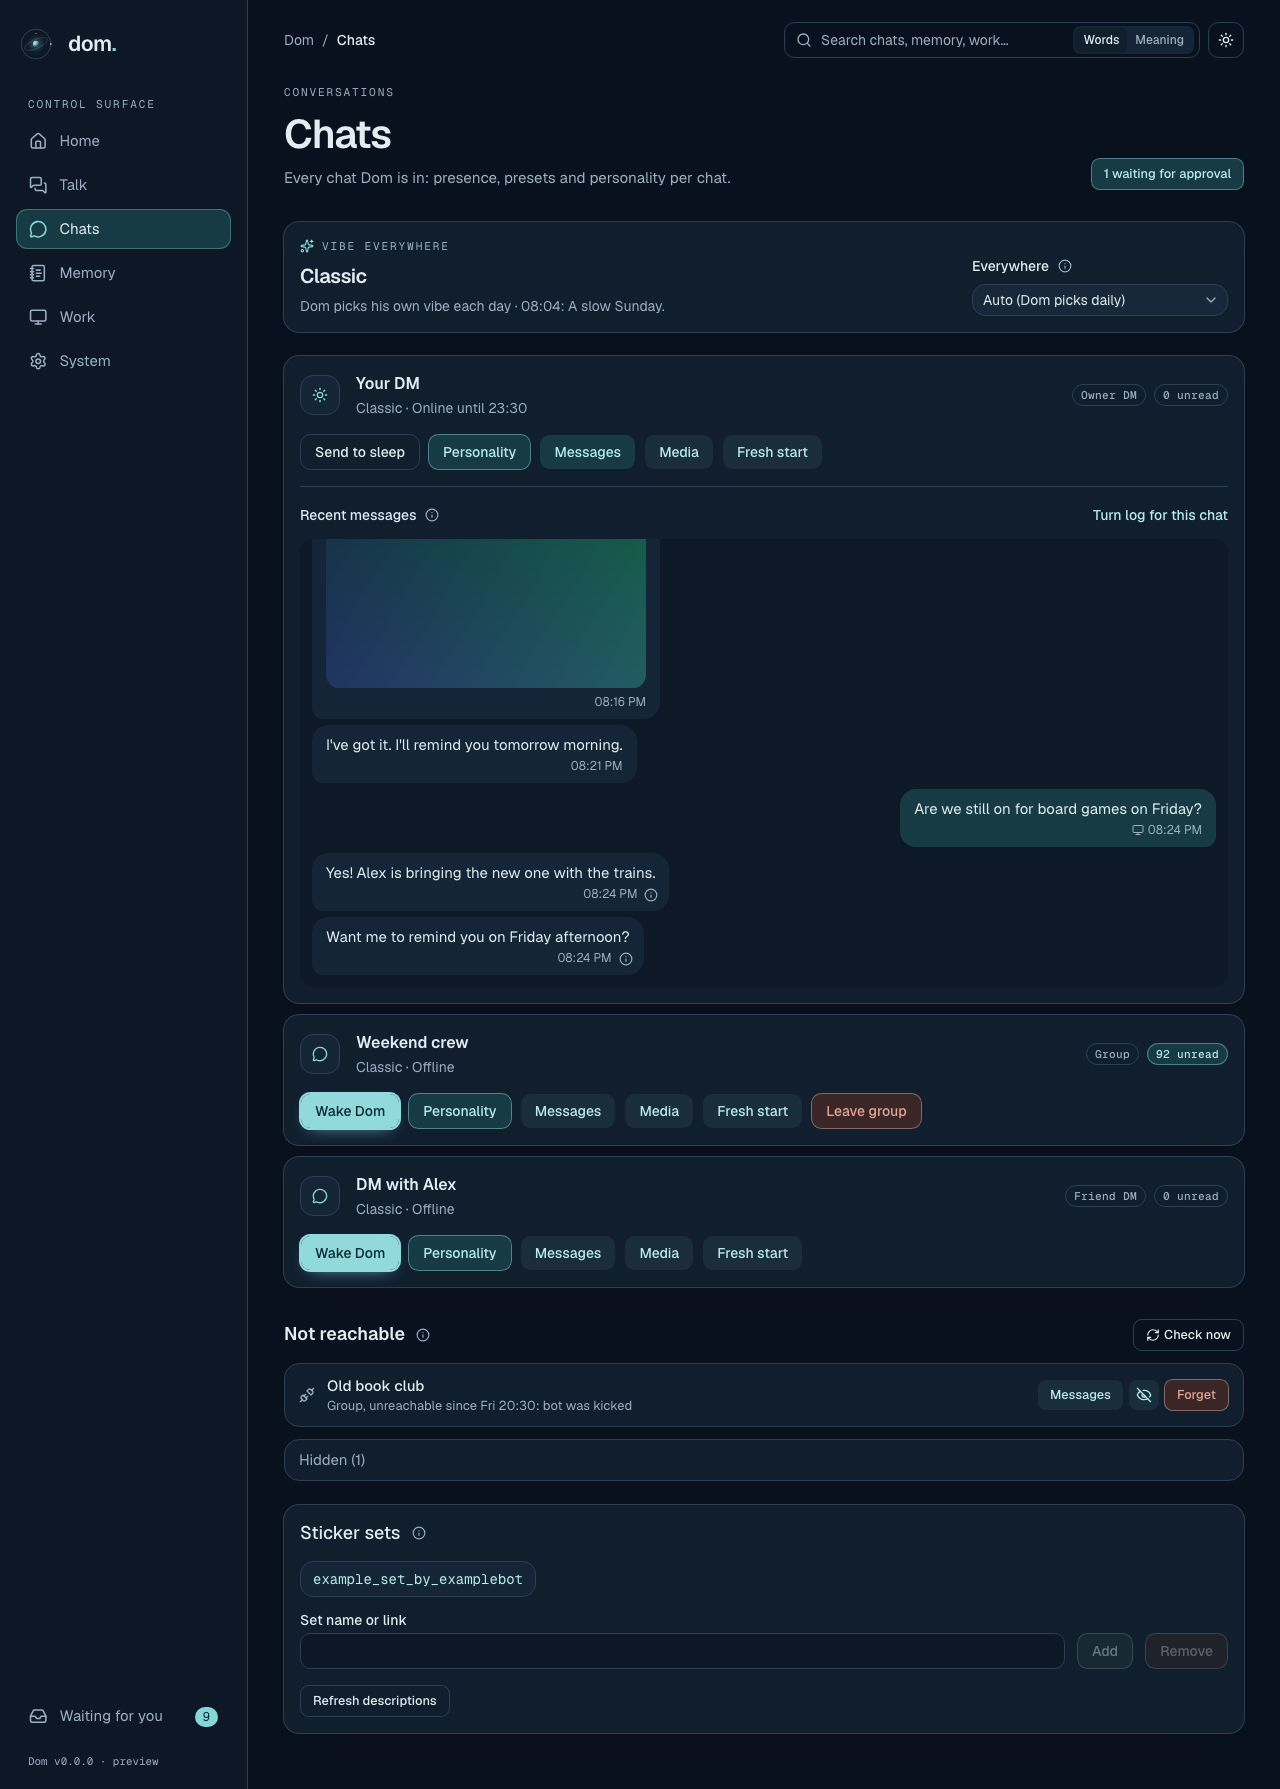 dom.
CONTROL SURFACE
Home
Talk
Chats
Memory
Work
System
Waiting for you 9
Dom v0.0.0 · preview
Dom / Chats
Search chats, memory, work…
Words Meaning
CONVERSATIONS
Chats
Every chat Dom is in: presence, presets and personality per chat.
1 waiting for approval
VIBE EVERYWHERE
Classic
Dom picks his own vibe each day · 08:04: A slow Sunday.
Everywhere
Auto (Dom picks daily)
Your DM
Classic · Online until 23:30
Owner DM 0 unread
Send to sleep Personality Messages Media Fresh start
Recent messages
Turn log for this chat
08:16 PM
I've got it. I'll remind you tomorrow morning.
08:21 PM
Are we still on for board games on Friday?
08:24 PM
Yes! Alex is bringing the new one with the trains.
08:24 PM
Want me to remind you on Friday afternoon?
08:24 PM
Weekend crew
Classic · Offline
Group 92 unread
Wake Dom Personality Messages Media Fresh start Leave group
DM with Alex
Classic · Offline
Friend DM 0 unread
Wake Dom Personality Messages Media Fresh start
Not reachable
Check now
Old book club
Group, unreachable since Fri 20:30: bot was kicked
Messages Forget
Hidden (1)
Sticker sets
example_set_by_examplebot
Set name or link
Add Remove
Refresh descriptions